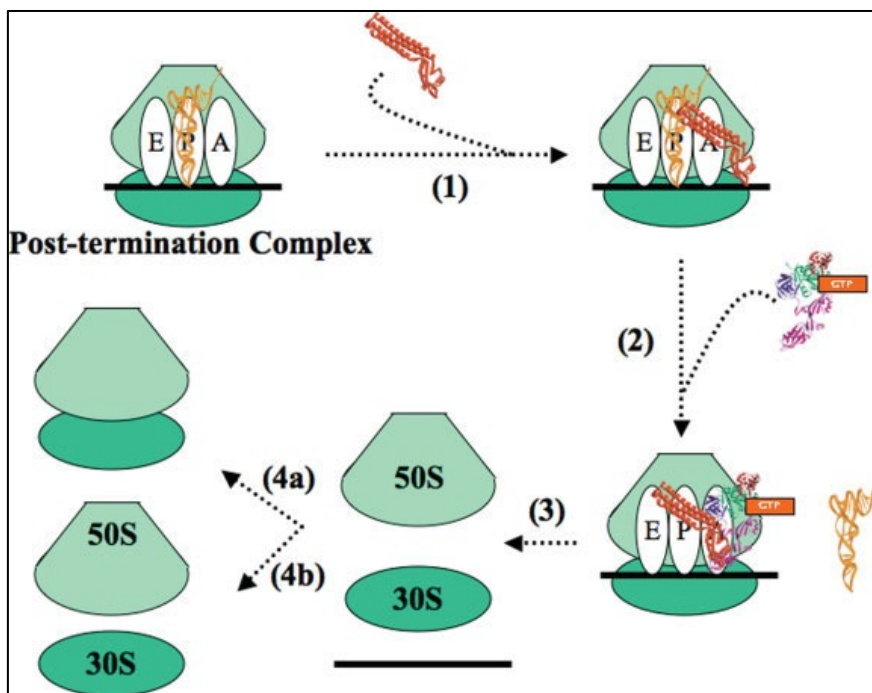 E P A
(1)
E P A
Post-termination Complex
GTP
(2)
(4a)
50S
(3)
E P
GTP
50S
(4b)
30S
30S